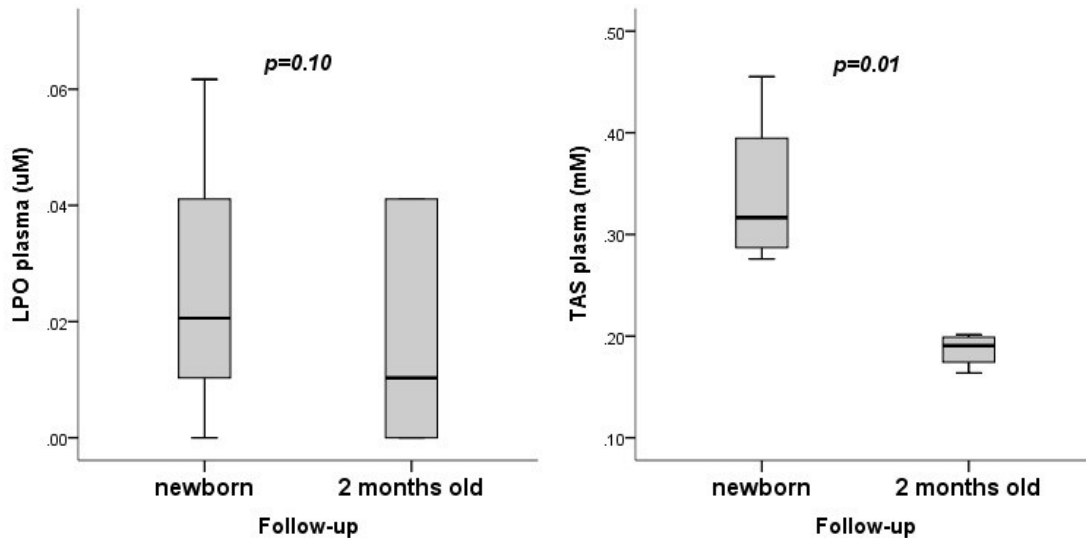 p=0.10
LPO plasma (uM)
.06
.04
.02
.00
newborn
2 months old
Follow-up
p=0.01
TAS plasma (mM)
.50
.40
.30
.20
.10
newborn
2 months old
Follow-up